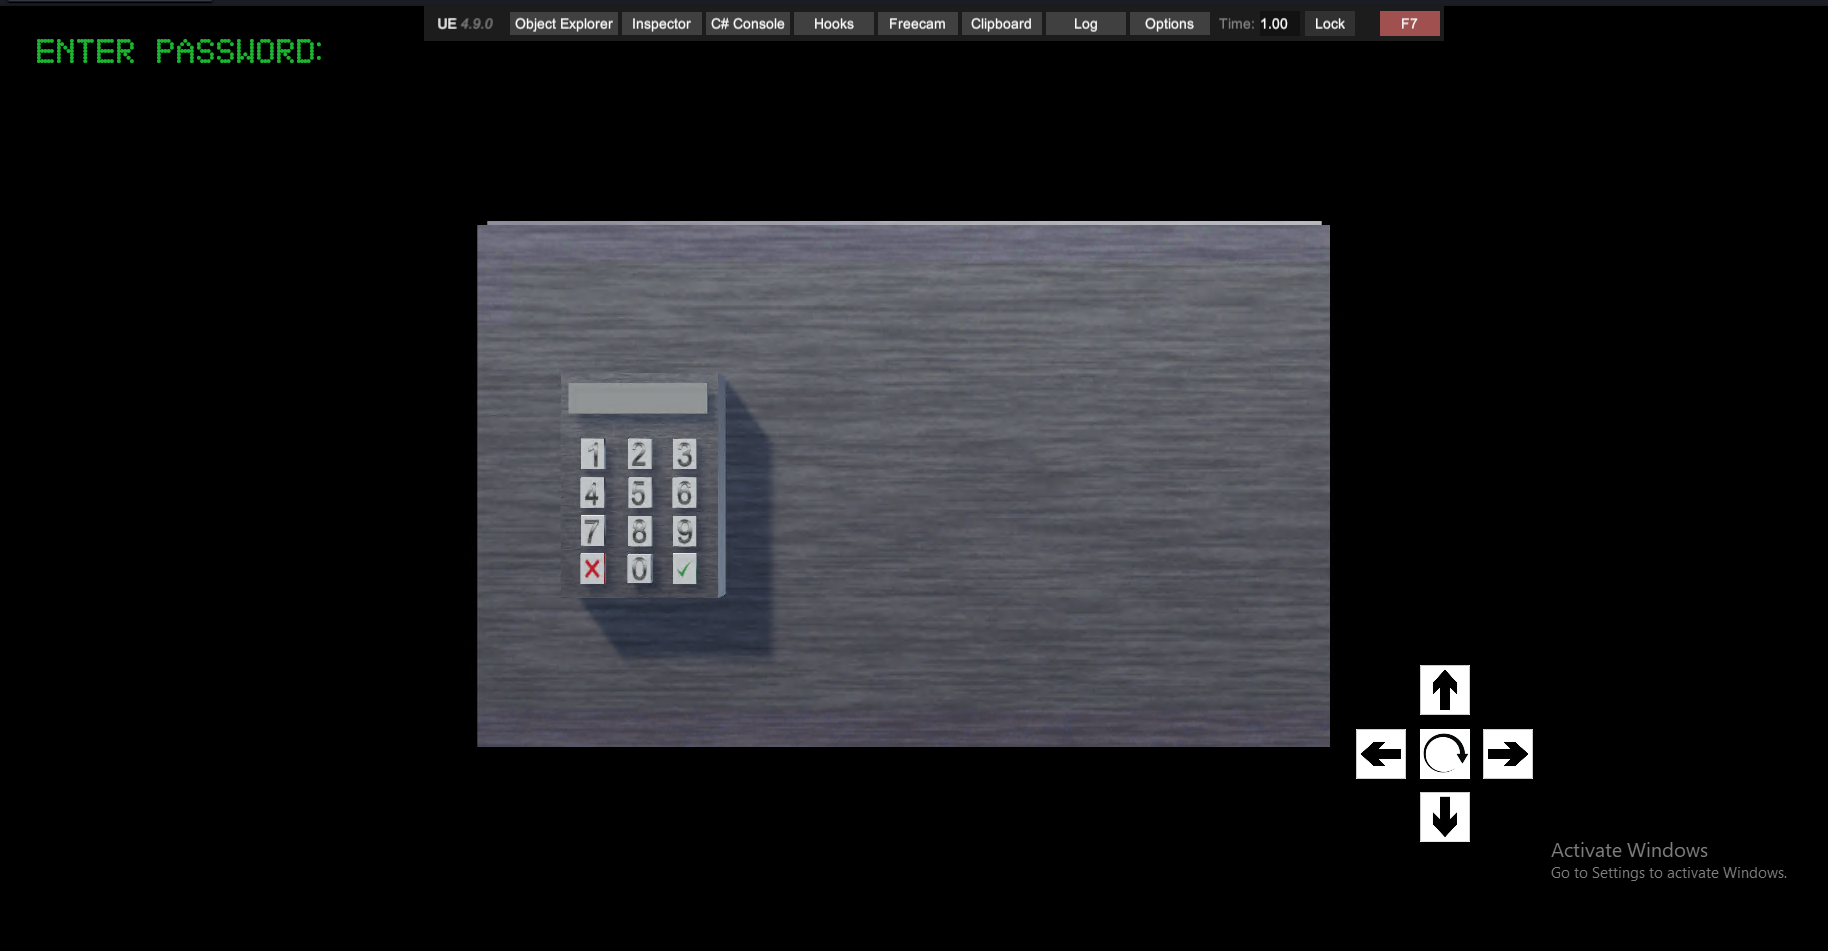 UE 4.9.0 Object Explorer Inspector C# Console Hooks Freecam Clipboard Log Options Time: 1.00 Lock F7
ENTER PASSWORD:
1 2 3
4 5 6
7 8 9
0
Activate Windows
Go to Settings to activate Windows.